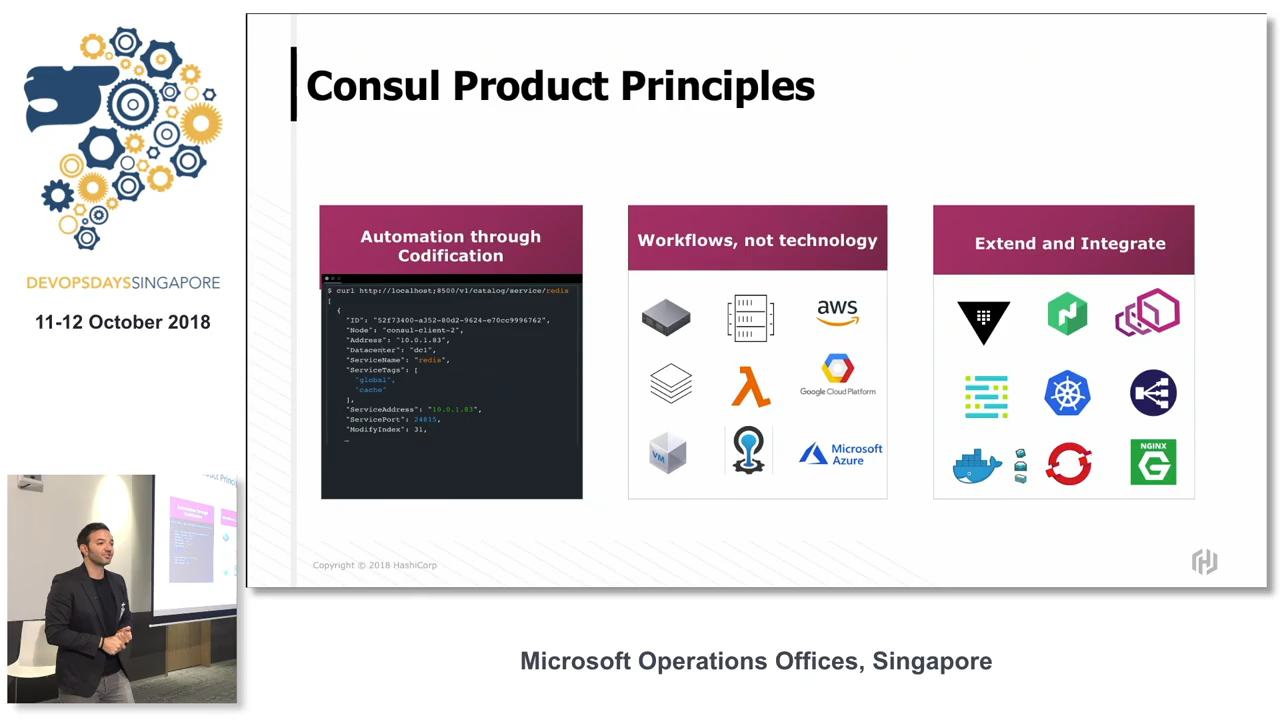 DEVOPSDAYSSINGAPORE
11-12 October 2018
Consul Product Principles
Automation through
Codification
$ curl http://localhost:8500/v1/catalog/service/redis
[
{
"ID": "52f73400-a352-80d2-9624-e70cc9996762",
"Node": "consul-client-2",
"Address": "10.0.1.83",
"Datacenter": "dc1",
"ServiceName": "redis",
"ServiceTags": [
"global",
"cache"
],
"ServiceAddress": "10.0.1.83",
"ServicePort": 24815,
"ModifyIndex": 31,
…
Workflows, not technology
aws
Google Cloud Platform
VM
Microsoft
Azure
Extend and Integrate
NGINX
G
Copyright © 2018 HashiCorp
Microsoft Operations Offices, Singapore